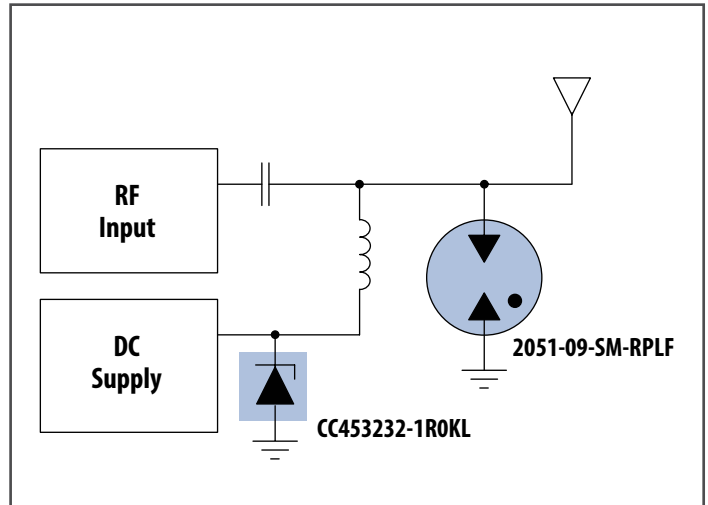 RF
Input
DC
Supply
2051-09-SM-RPLF
CC453232-1R0KL